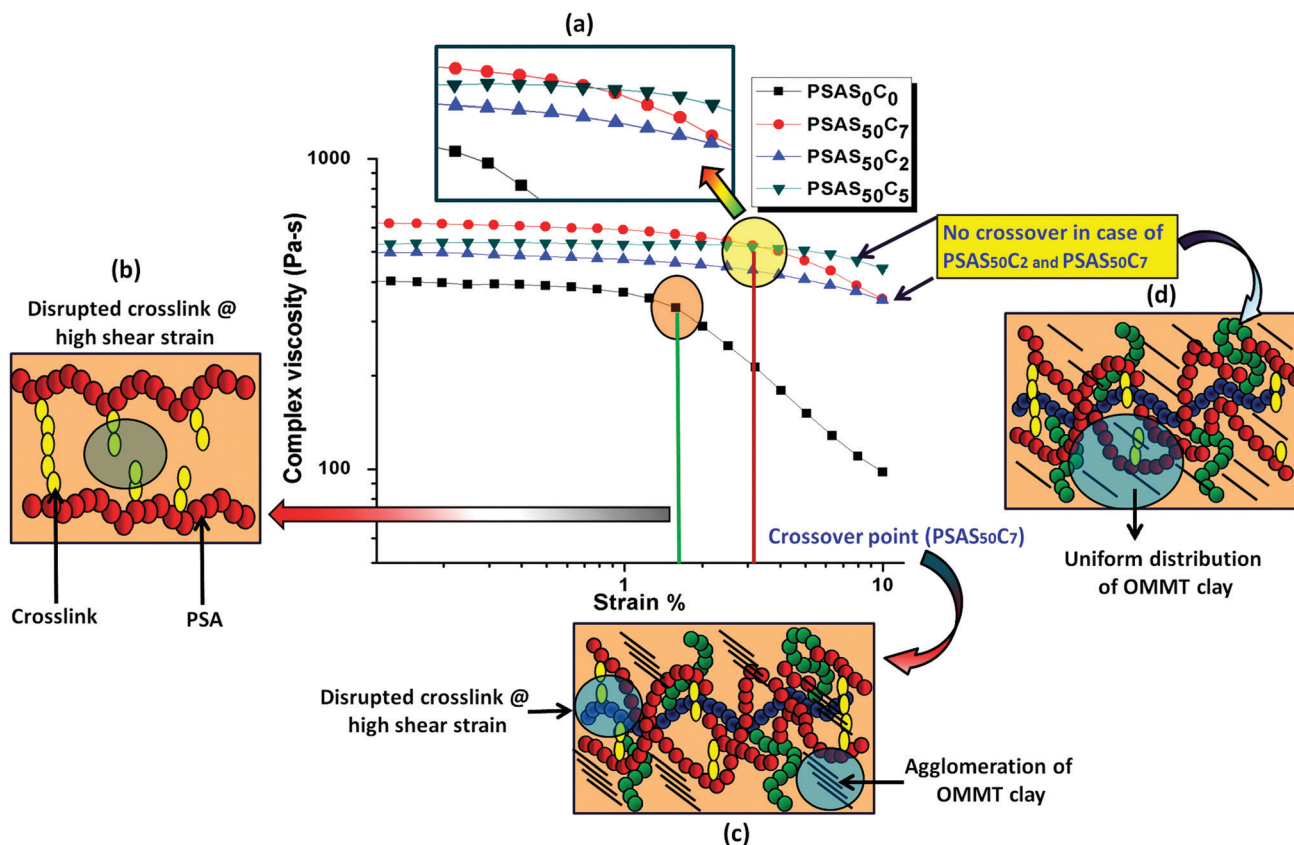 (a)
PSAS₀C₀
PSAS₅₀C₇
PSAS₅₀C₂
PSAS₅₀C₅
1000
100
Complex viscosity (Pa-s)
1
10
Strain %
No crossover in case of
PSAS₅₀C₂ and PSAS₅₀C₇
(b)
Disrupted crosslink @
high shear strain
Crosslink
PSA
(d)
Uniform distribution
of OMMT clay
Crossover point (PSAS₅₀C₇)
Disrupted crosslink @
high shear strain
Agglomeration of
OMMT clay
(c)